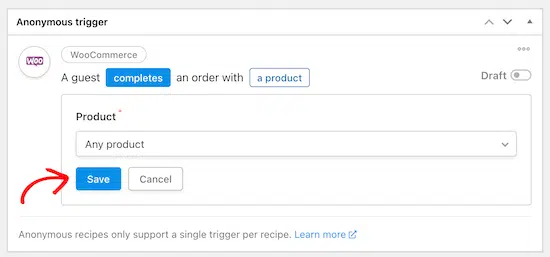 Anonymous trigger
WOO
WooCommerce
A guest completes an order with a product
Draft
Product *
Any product
Save Cancel
Anonymous recipes only support a single trigger per recipe. Learn more